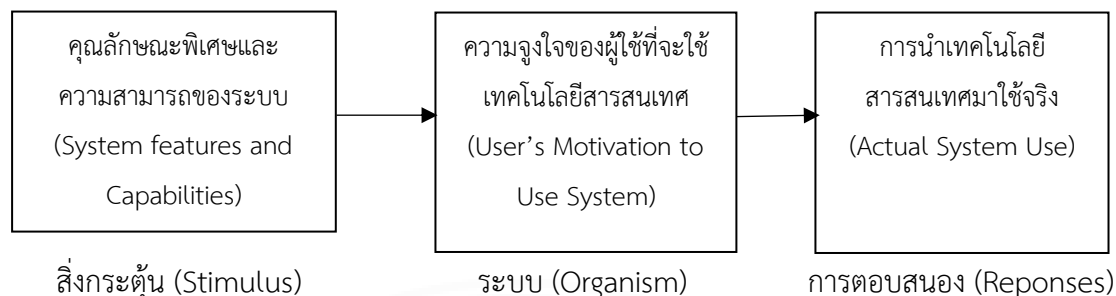 คุณลักษณะพิเศษและ
ความสามารถของระบบ
(System features and
Capabilities)
ความจูงใจของผู้ใช้ที่จะใช้
เทคโนโลยีสารสนเทศ
(User's Motivation to
Use System)
การนำเทคโนโลยี
สารสนเทศมาใช้จริง
(Actual System Use)
สิ่งกระตุ้น (Stimulus)
ระบบ (Organism)
การตอบสนอง (Reponses)